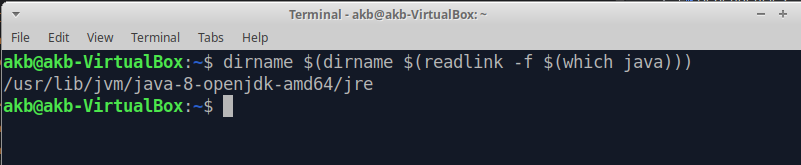 Terminal - akb@akb-VirtualBox: ~
File Edit View Terminal Tabs Help
akb@akb-VirtualBox:~$ dirname $(dirname $(readlink -f $(which java)))
/usr/lib/jvm/java-8-openjdk-amd64/jre
akb@akb-VirtualBox:~$